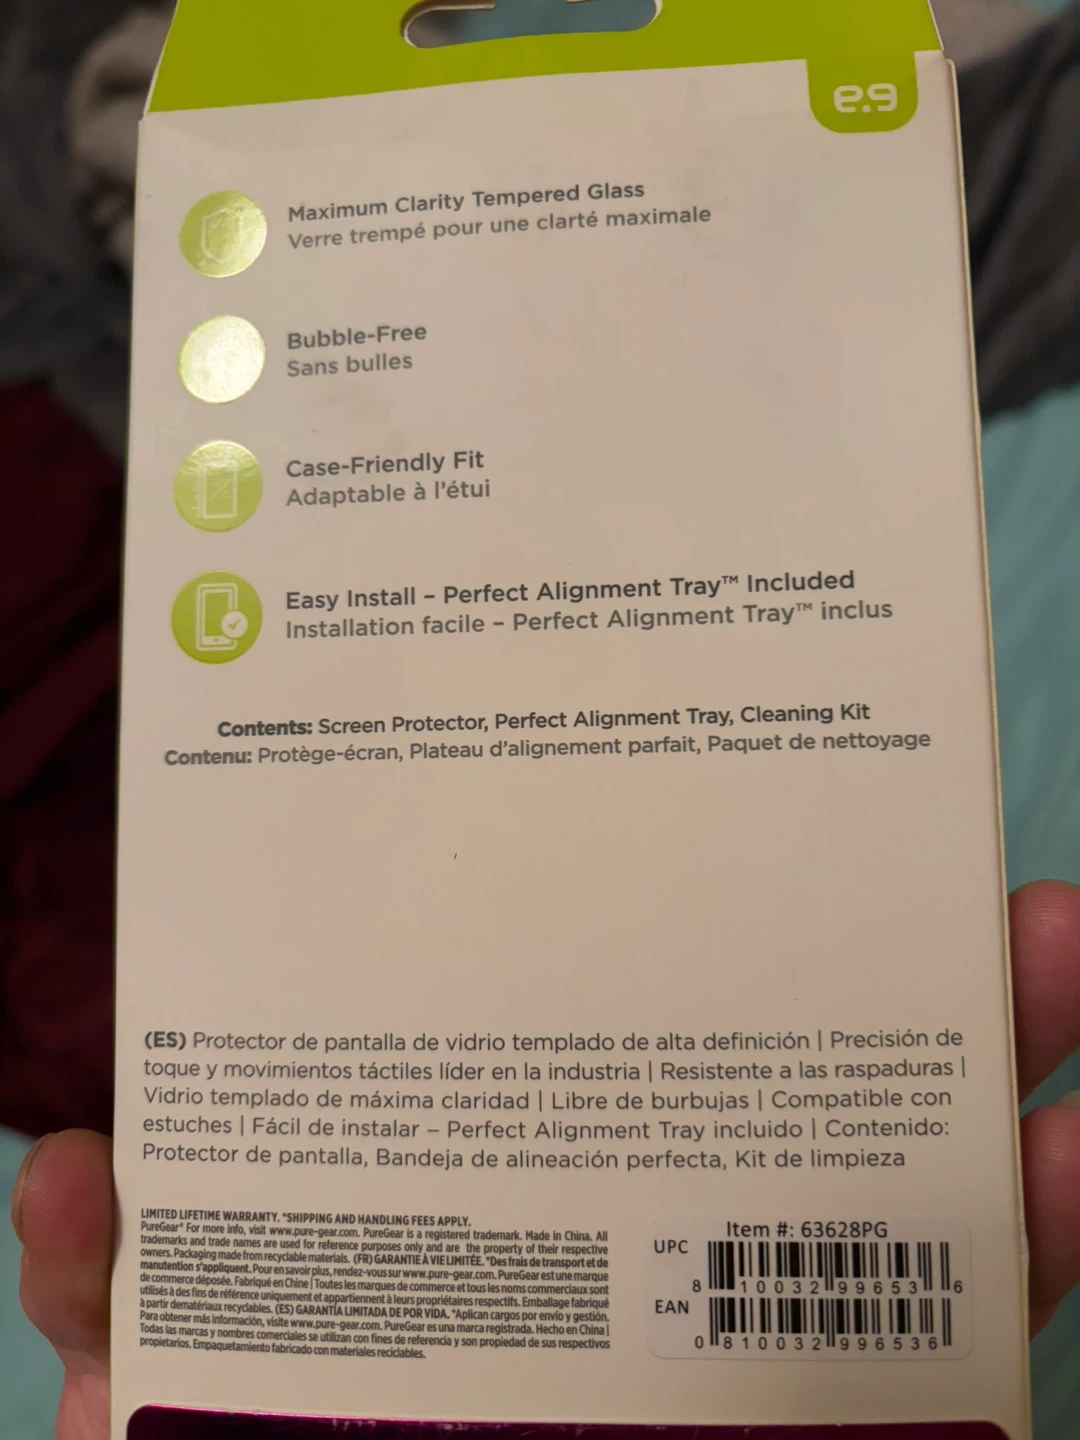 e.g
Maximum Clarity Tempered Glass
Verre trempé pour une clarté maximale
Bubble-Free
Sans bulles
Case-Friendly Fit
Adaptable à l'étui
Easy Install – Perfect Alignment Tray™ Included
Installation facile – Perfect Alignment Tray™ inclus
Contents: Screen Protector, Perfect Alignment Tray, Cleaning Kit
Contenu: Protège-écran, Plateau d'alignement parfait, Paquet de nettoyage
(ES) Protector de pantalla de vidrio templado de alta definición | Precisión de
toque y movimientos táctiles líder en la industria | Resistente a las raspaduras |
Vidrio templado de máxima claridad | Libre de burbujas | Compatible con
estuches | Fácil de instalar – Perfect Alignment Tray incluido | Contenido:
Protector de pantalla, Bandeja de alineación perfecta, Kit de limpieza
LIMITED LIFETIME WARRANTY. *SHIPPING AND HANDLING FEES APPLY.
PureGear® For more info, visit www.pure-gear.com. PureGear is a registered trademark. Made in China. All
trademarks and trade names are used for reference purposes only and are the property of their respective
owners. Packaging made from recyclable materials. (FR) GARANTIE À VIE LIMITÉE. *Des frais de transport et de
manutention s'appliquent. Pour en savoir plus, rendez-vous sur www.pure-gear.com. PureGear est une marque
de commerce déposée. Fabriqué en Chine | Toutes les marques de commerce et tous les noms commerciaux sont
utilisés à des fins de référence uniquement et appartiennent à leurs propriétaires respectifs. Emballage fabriqué
à partir dematériaux recyclables. (ES) GARANTÍA LIMITADA DE POR VIDA. *Aplican cargos por envío y gestión.
Para obtener más información, visite www.pure-gear.com. PureGear es una marca registrada. Hecho en China |
Todas las marcas y nombres comerciales se utilizan con fines de referencia y son propiedad de sus respectivos
propietarios. Empaquetamiento fabricado con materiales reciclables.
Item #: 63628PG
UPC
8 10032 99653 6
EAN
0 810032 996536